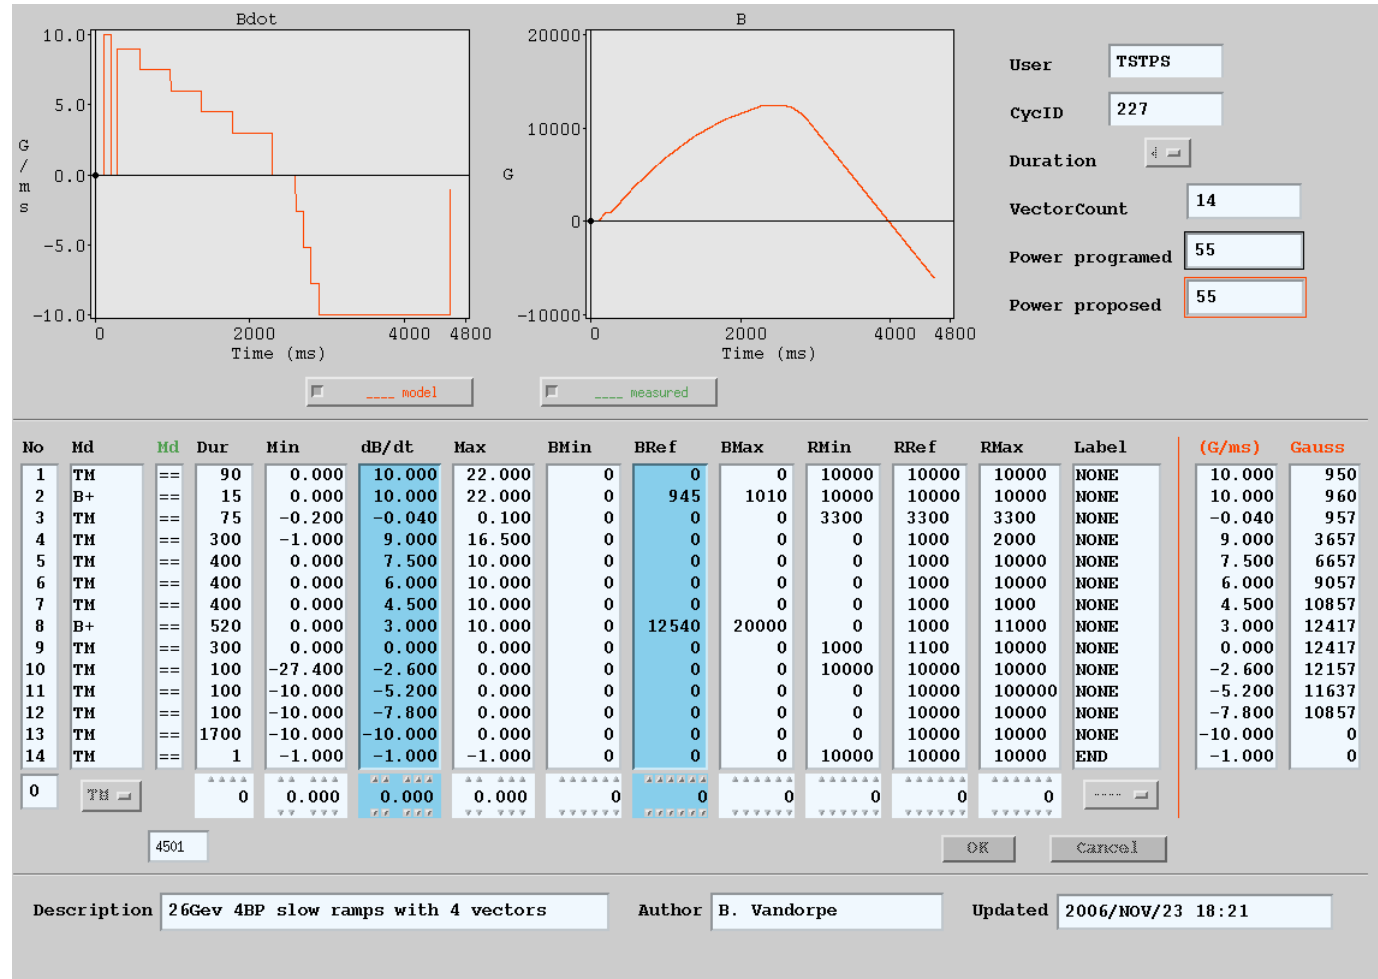 Bdot
10.0
5.0
0.0
-5.0
-10.0
G
/
m
s
0 2000 4000 4800
Time (ms)
B
20000
10000
0
-10000
G
0 2000 4000 4800
Time (ms)
User TSTPS
CycID 227
Duration 4
VectorCount 14
Power programed 55
Power proposed 55
____ model
____ measured
No Md Md Dur Min dB/dt Max BMin BRef BMax RMin RRef RMax Label (G/ms) Gauss
1 TM == 90 0.000 10.000 22.000 0 0 0 10000 10000 10000 NONE 10.000 950
2 B+ == 15 0.000 10.000 22.000 0 945 1010 10000 10000 10000 NONE 10.000 960
3 TM == 75 -0.200 -0.040 0.100 0 0 0 3300 3300 3300 NONE -0.040 957
4 TM == 300 -1.000 9.000 16.500 0 0 0 0 1000 2000 NONE 9.000 3657
5 TM == 400 0.000 7.500 10.000 0 0 0 0 1000 10000 NONE 7.500 6657
6 TM == 400 0.000 6.000 10.000 0 0 0 0 1000 10000 NONE 6.000 9057
7 TM == 400 0.000 4.500 10.000 0 0 0 0 1000 1000 NONE 4.500 10857
8 B+ == 520 0.000 3.000 10.000 0 12540 20000 0 1000 11000 NONE 3.000 12417
9 TM == 300 0.000 0.000 0.000 0 0 0 1000 1100 10000 NONE 0.000 12417
10 TM == 100 -27.400 -2.600 0.000 0 0 0 10000 10000 10000 NONE -2.600 12157
11 TM == 100 -10.000 -5.200 0.000 0 0 0 0 10000 100000 NONE -5.200 11637
12 TM == 100 -10.000 -7.800 0.000 0 0 0 0 10000 10000 NONE -7.800 10857
13 TM == 1700 -10.000 -10.000 0.000 0 0 0 0 10000 10000 NONE -10.000 0
14 TM == 1 -1.000 -1.000 -1.000 0 0 0 10000 10000 10000 END -1.000 0
0 TM 0 0.000 0.000 0.000 0 0 0 0 0 0 ----
4501 OK Cancel
Description 26Gev 4BP slow ramps with 4 vectors Author B. Vandorpe Updated 2006/NOV/23 18:21